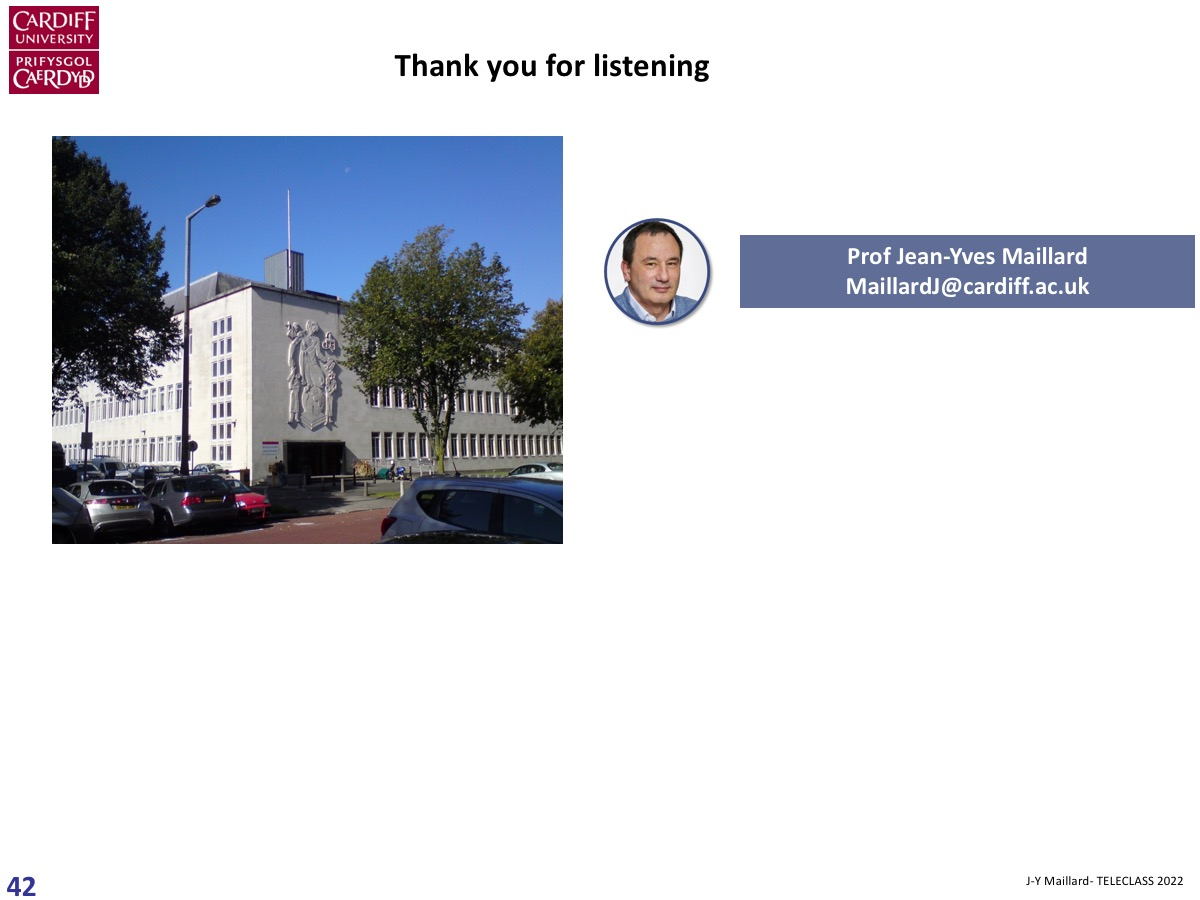 CARDIFF
UNIVERSITY
PRIFYSGOL
CAERDYDD
Thank you for listening
Prof Jean-Yves Maillard
MaillardJ@cardiff.ac.uk
42
J-Y Maillard- TELECLASS 2022